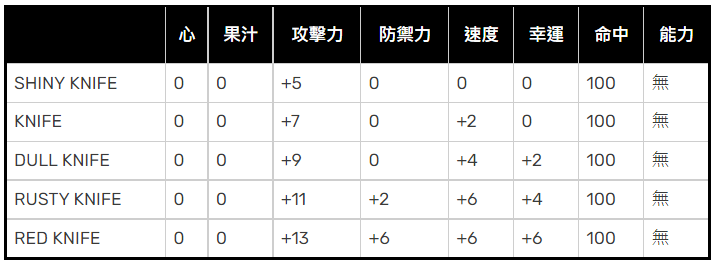 心 果汁 攻擊力 防禦力 速度 幸運 命中 能力
SHINY KNIFE 0 0 +5 0 0 0 100 無
KNIFE 0 0 +7 0 +2 0 100 無
DULL KNIFE 0 0 +9 0 +4 +2 100 無
RUSTY KNIFE 0 0 +11 +2 +6 +4 100 無
RED KNIFE 0 0 +13 +6 +6 +6 100 無